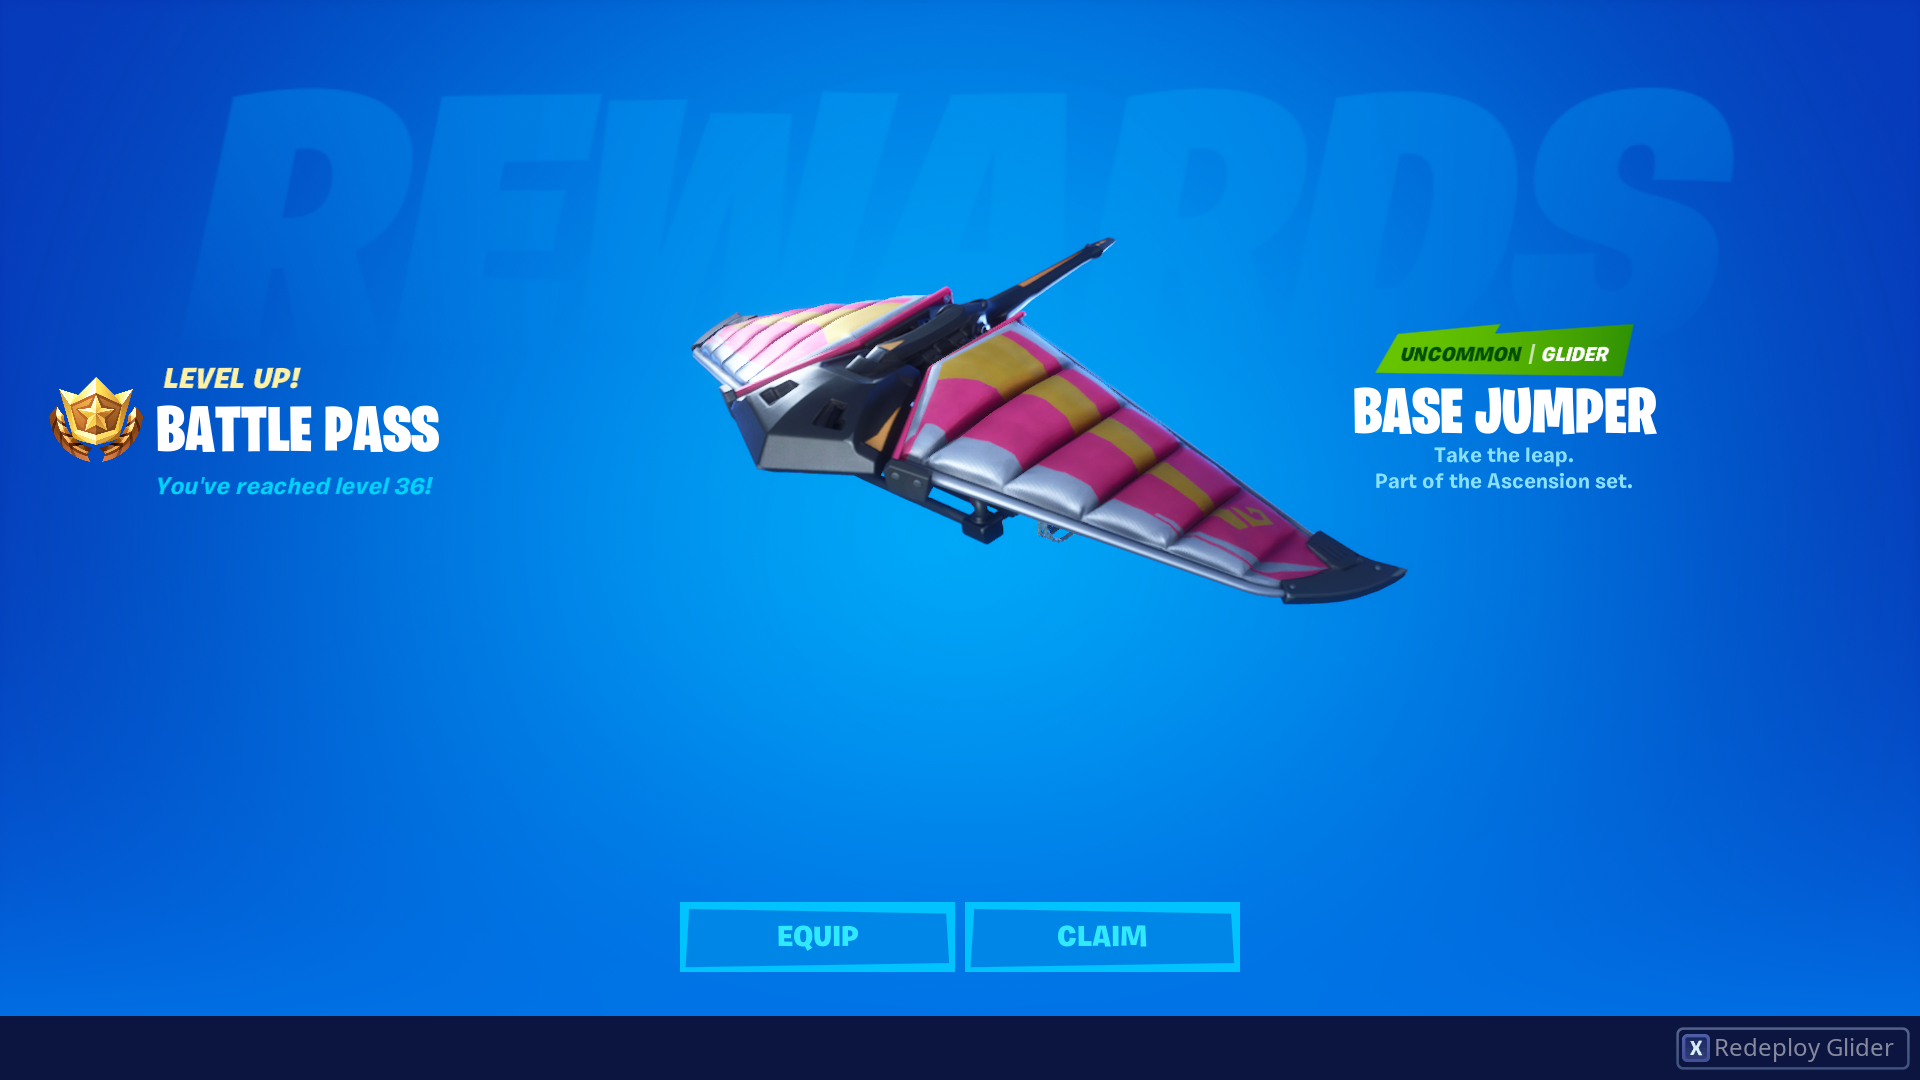 REWARDS
LEVEL UP!
BATTLE PASS
You've reached level 36!
UNCOMMON | GLIDER
BASE JUMPER
Take the leap.
Part of the Ascension set.
EQUIP
CLAIM
X Redeploy Glider